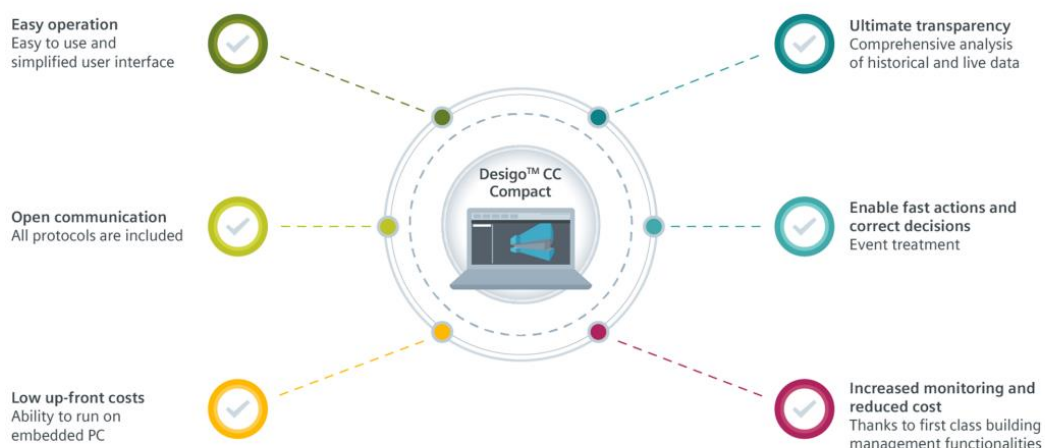 Easy operation
Easy to use and
simplified user interface
Open communication
All protocols are included
Low up-front costs
Ability to run on
embedded PC
Desigo™ CC
Compact
Ultimate transparency
Comprehensive analysis
of historical and live data
Enable fast actions and
correct decisions
Event treatment
Increased monitoring and
reduced cost
Thanks to first class building
management functionalities